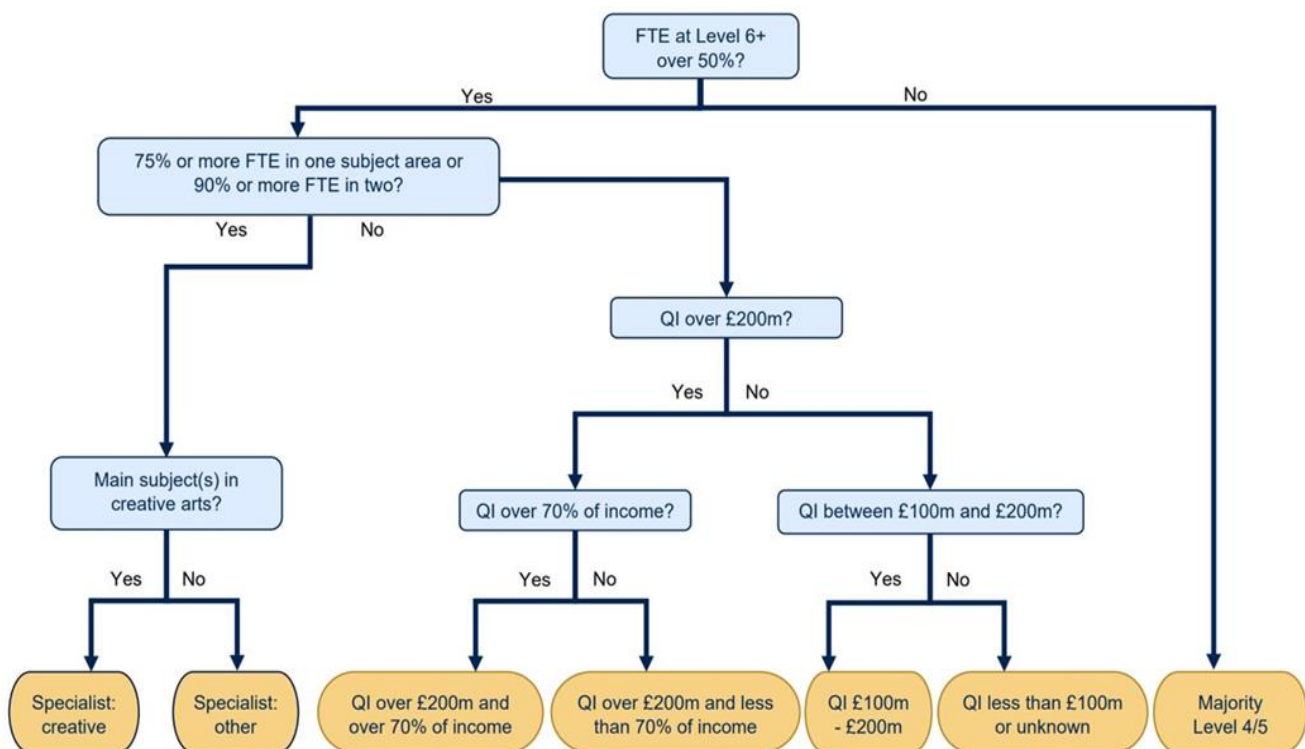 FTE at Level 6+
over 50%?
Yes
No
75% or more FTE in one subject area or
90% or more FTE in two?
Yes
No
QI over £200m?
Yes
No
Main subject(s) in
creative arts?
QI over 70% of income?
QI between £100m and £200m?
Yes
No
Yes
No
Yes
No
Specialist:
creative
Specialist:
other
QI over £200m and
over 70% of income
QI over £200m and less
than 70% of income
QI £100m
- £200m
QI less than £100m
or unknown
Majority
Level 4/5